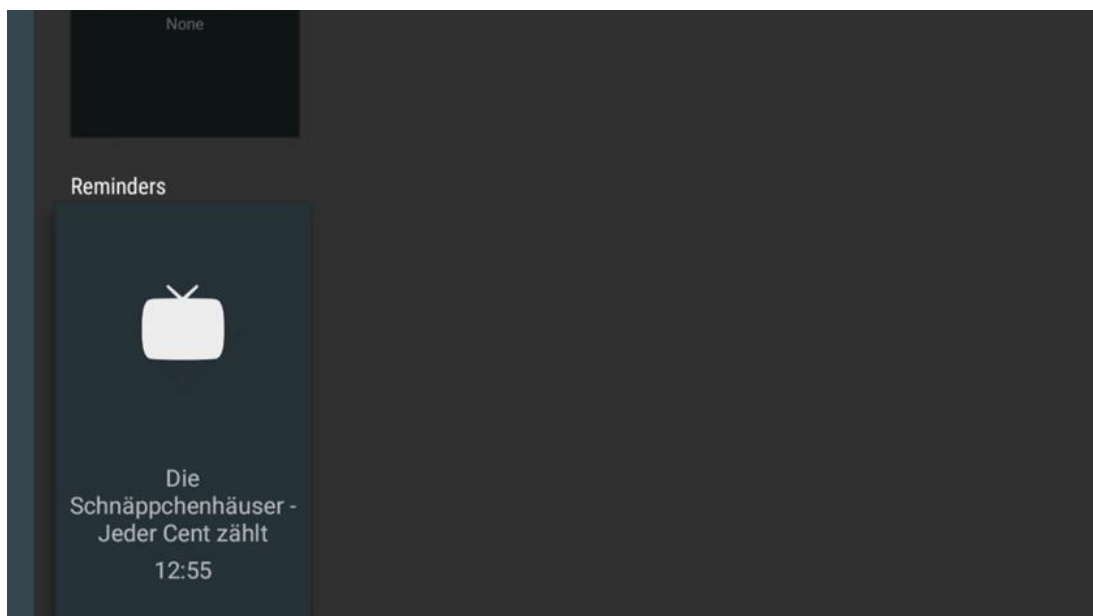 None
Reminders
Die
Schnäppchenhäuser -
Jeder Cent zählt
12:55